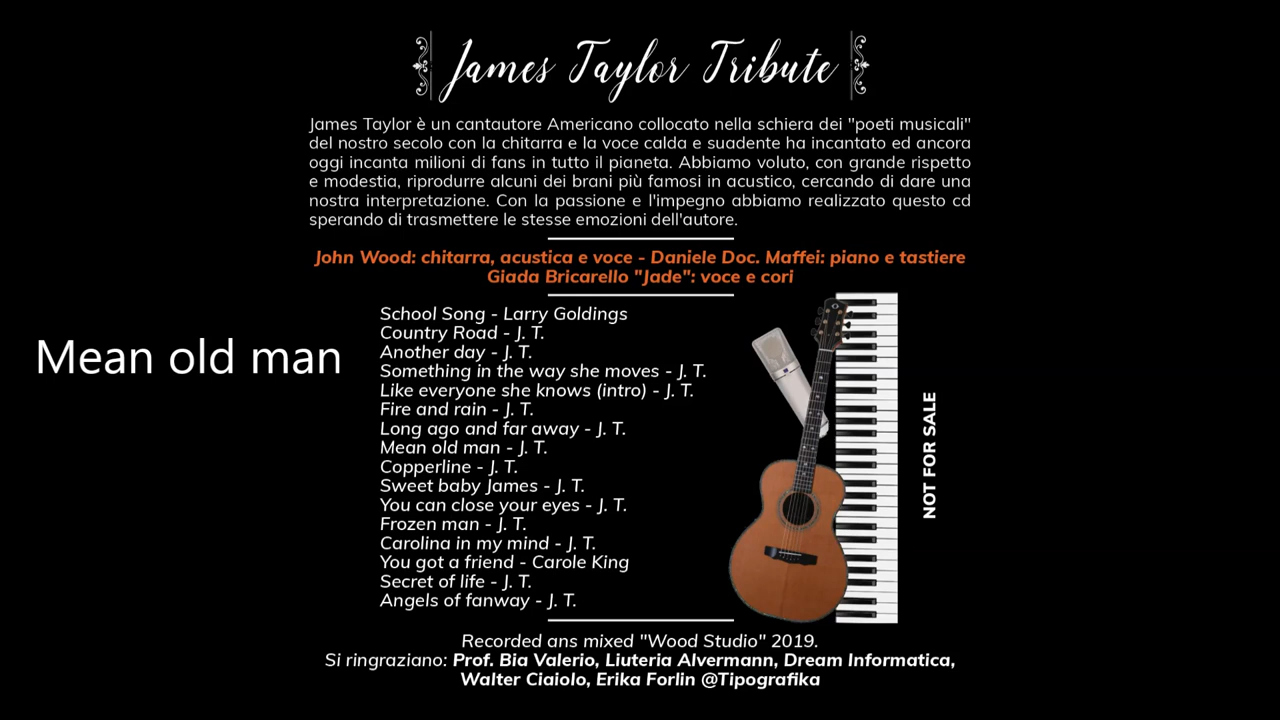 James Taylor Tribute
James Taylor è un cantautore Americano collocato nella schiera dei "poeti musicali"
del nostro secolo con la chitarra e la voce calda e suadente ha incantato ed ancora
oggi incanta milioni di fans in tutto il pianeta. Abbiamo voluto, con grande rispetto
e modestia, riprodurre alcuni dei brani più famosi in acustico, cercando di dare una
nostra interpretazione. Con la passione e l'impegno abbiamo realizzato questo cd
sperando di trasmettere le stesse emozioni dell'autore.
John Wood: chitarra, acustica e voce - Daniele Doc. Maffei: piano e tastiere
Giada Bricarello "Jade": voce e cori
Mean old man
School Song - Larry Goldings
Country Road - J. T.
Another day - J. T.
Something in the way she moves - J. T.
Like everyone she knows (intro) - J. T.
Fire and rain - J. T.
Long ago and far away - J. T.
Mean old man - J. T.
Copperline - J. T.
Sweet baby James - J. T.
You can close your eyes - J. T.
Frozen man - J. T.
Carolina in my mind - J. T.
You got a friend - Carole King
Secret of life - J. T.
Angels of fanway - J. T.
NOT FOR SALE
Recorded ans mixed "Wood Studio" 2019.
Si ringraziano: Prof. Bia Valerio, Liuteria Alvermann, Dream Informatica,
Walter Ciaiolo, Erika Forlin @Tipografika